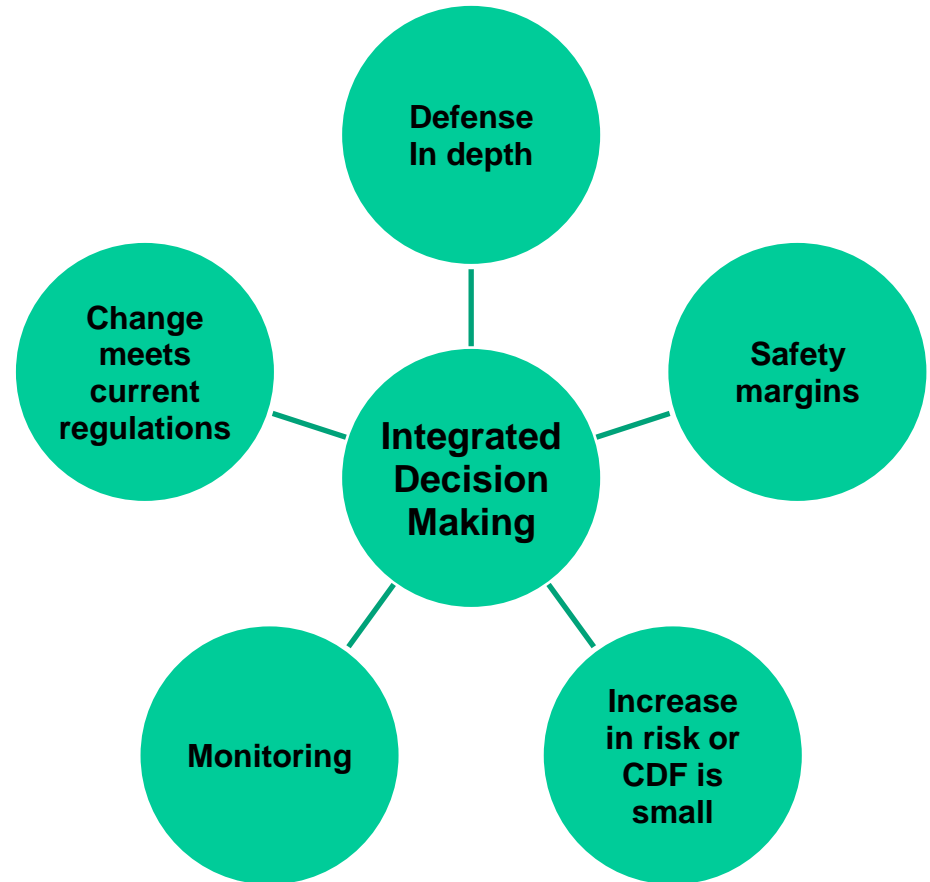 Defense
In depth
Change
meets
current
regulations
Safety
margins
Integrated
Decision
Making
Monitoring
Increase
in risk or
CDF is
small